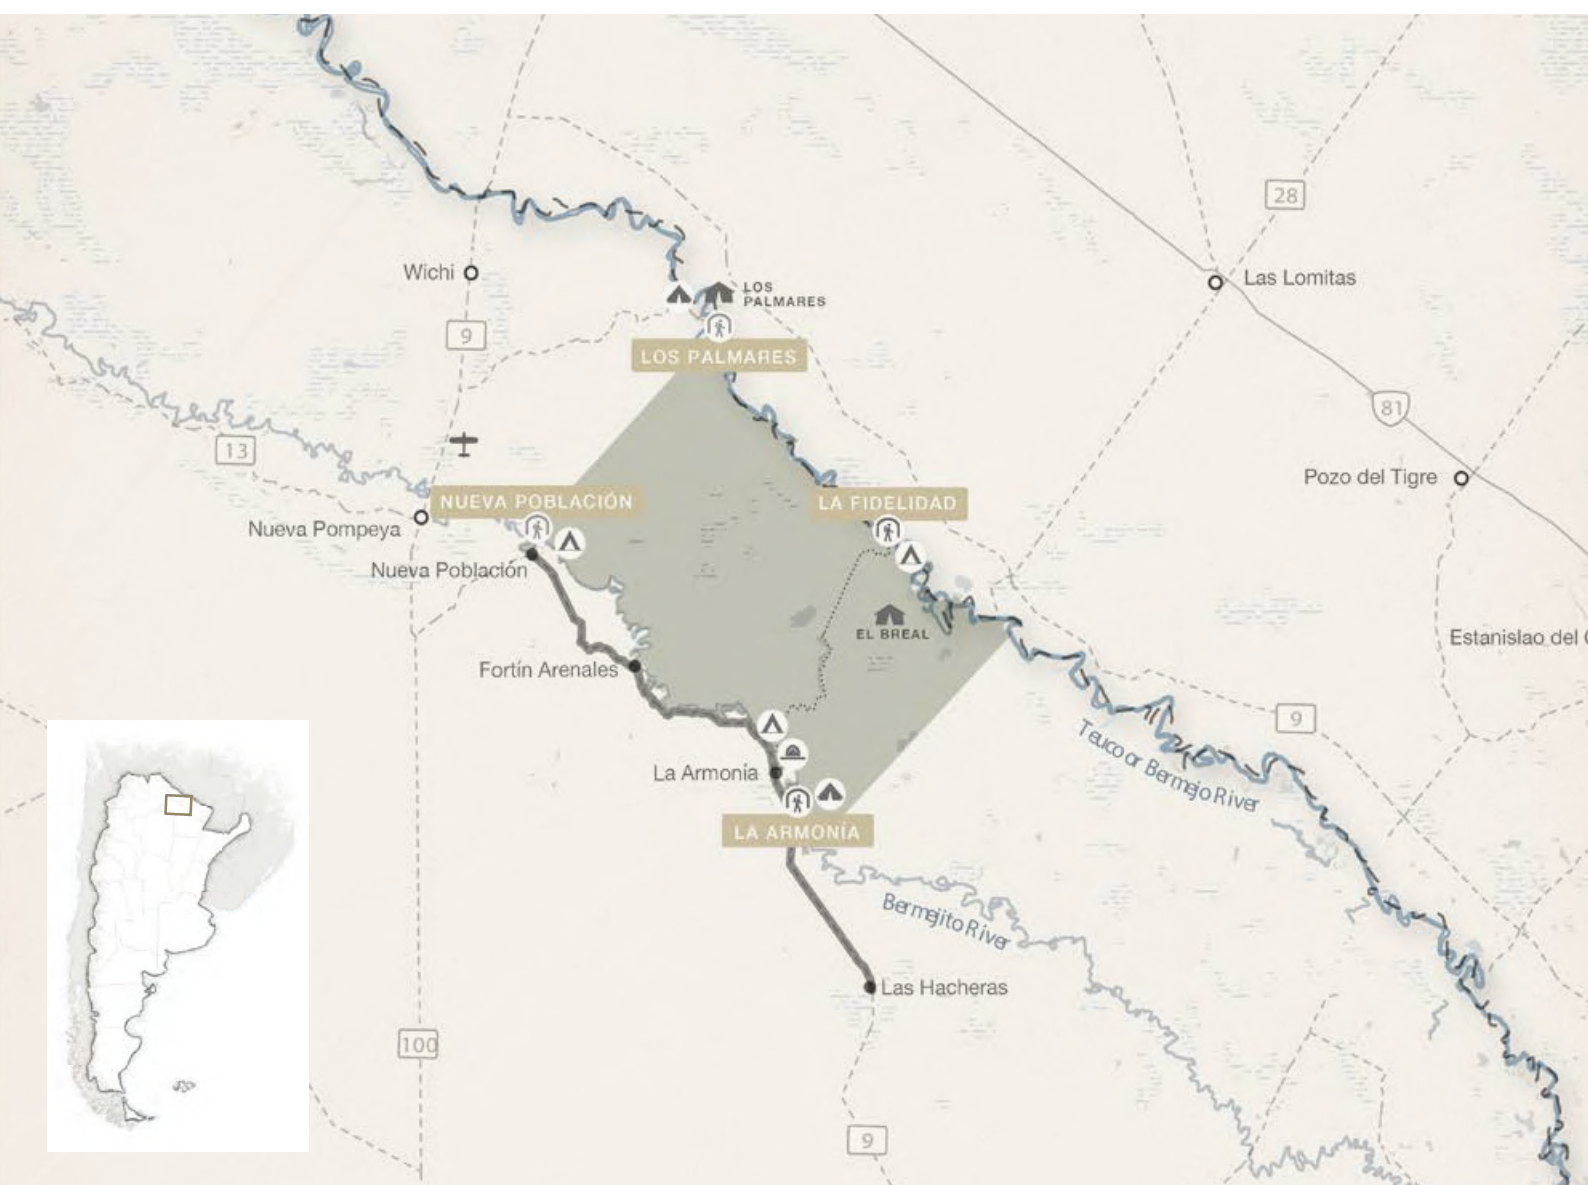 28
Wichi
Las Lomitas
LOS
PALMARES
9
LOS PALMARES
81
13
Pozo del Tigre
NUEVA POBLACIÓN
LA FIDELIDAD
Nueva Pompeya
Nueva Población
EL BREAL
Estanislao del
Fortín Arenales
9
Teuco or Bermejo River
La Armonía
LA ARMONÍA
Bermejito River
Las Hacheras
100
9